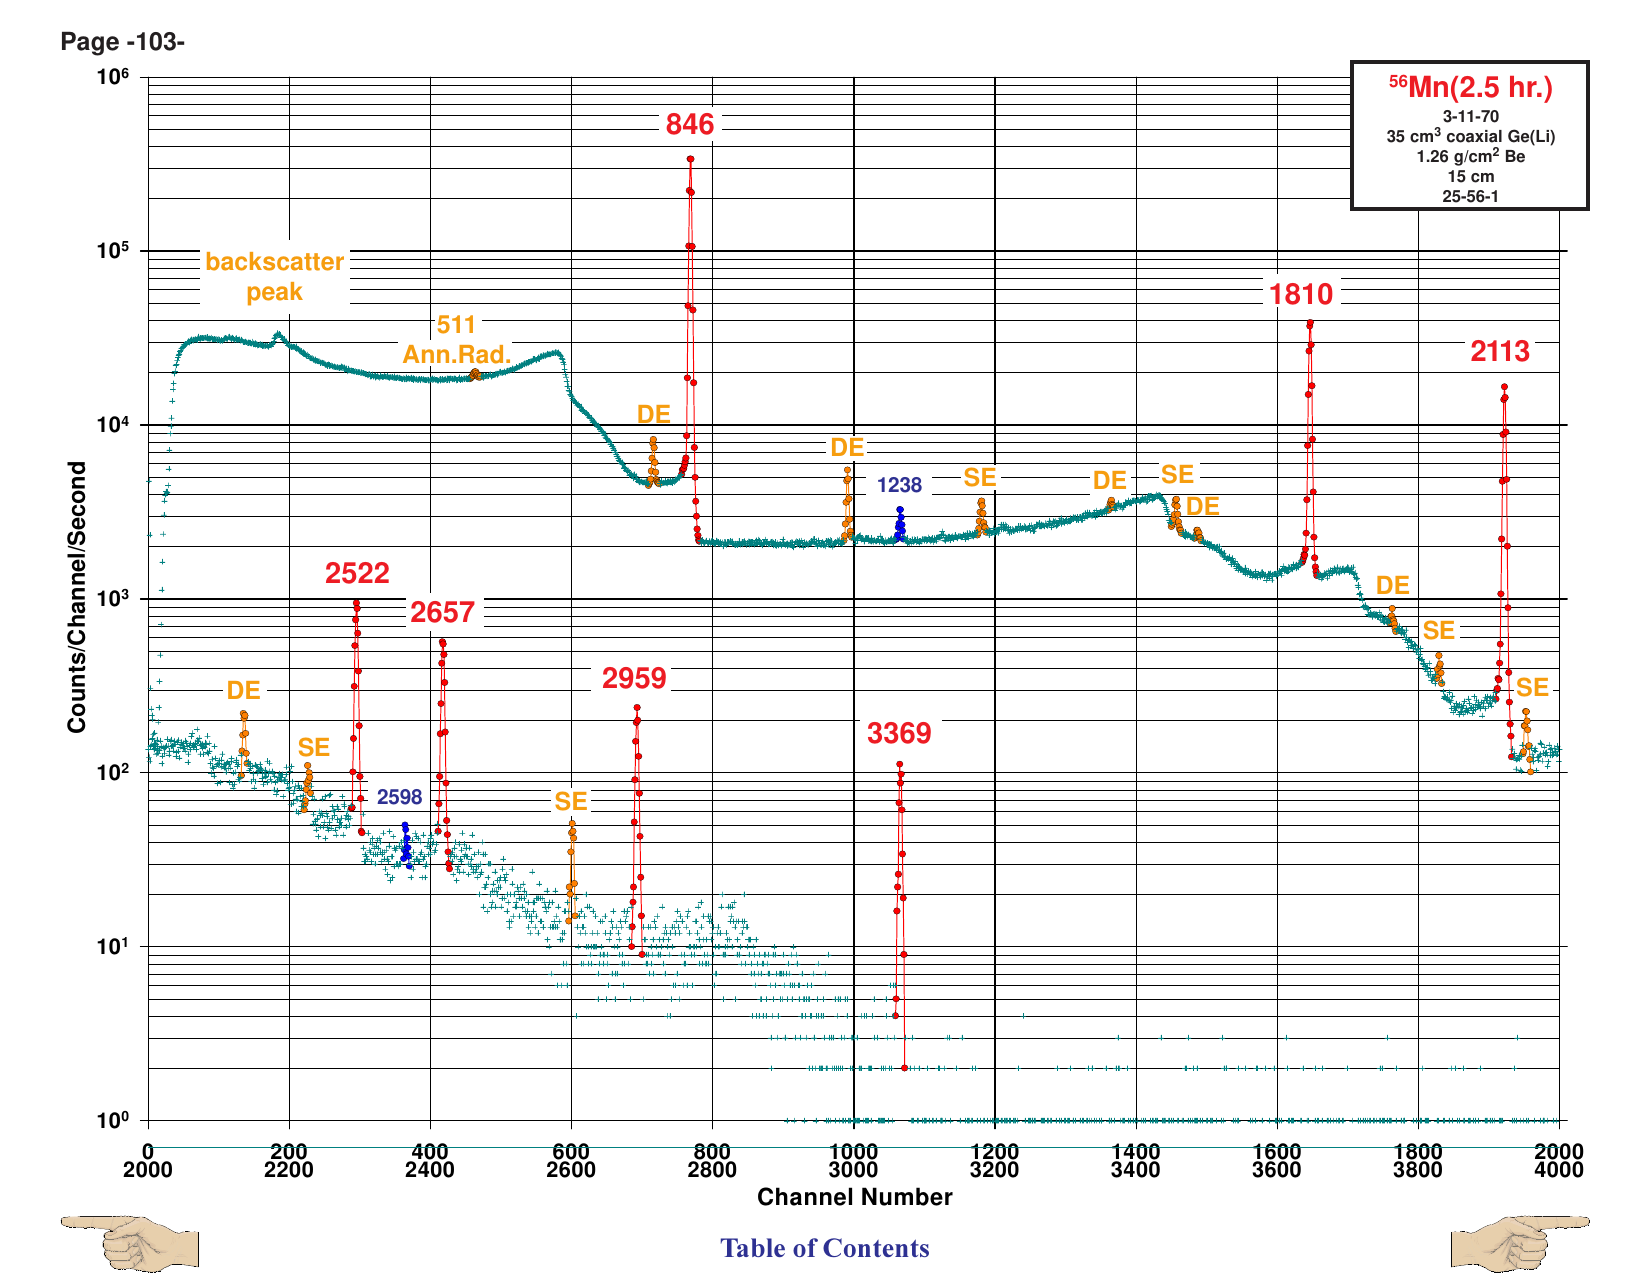 Page -103-
10⁶
⁵⁶Mn(2.5 hr.)
3-11-70
35 cm³ coaxial Ge(Li)
1.26 g/cm² Be
15 cm
25-56-1
846
10⁵
backscatter
peak
1810
511
Ann.Rad.
2113
10⁴
DE
DE
SE
1238
DE
SE
DE
Counts/Channel/Second
10³
2522
2657
DE
SE
2959
SE
DE
3369
SE
10²
2598
SE
10¹
10⁰
0 200 400 600 800 1000 1200 1400 1600 1800 2000
2000 2200 2400 2600 2800 3000 3200 3400 3600 3800 4000
Channel Number
Table of Contents